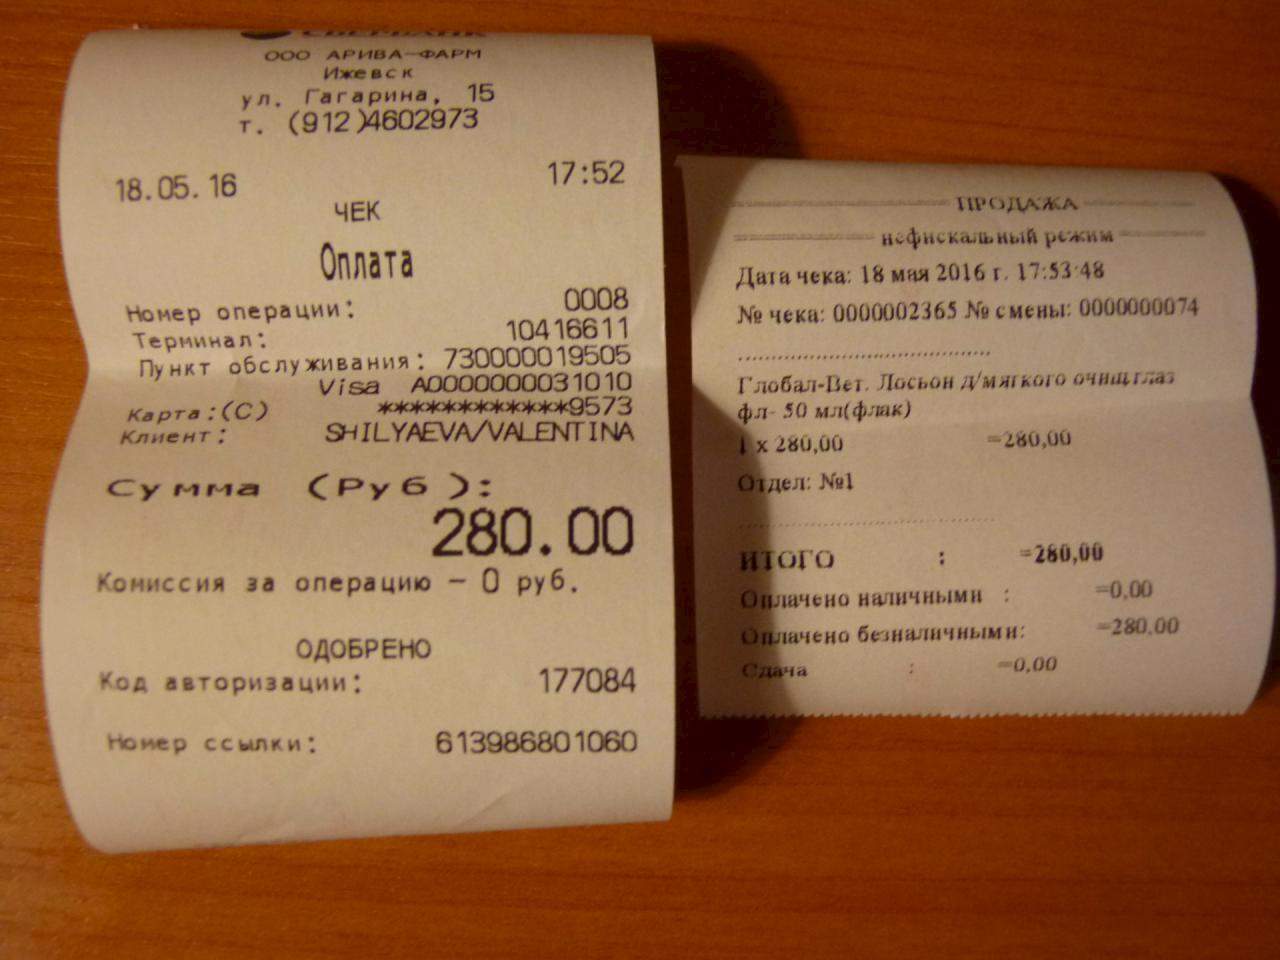 СБЕРБАНК
ООО АРИВА-ФАРМ
Ижевск
ул. Гагарина, 15
т. (912)4602973
18.05.16 17:52
ЧЕК
Оплата
Номер операции: 0008
Терминал: 10416611
Пункт обслуживания: 730000019505
Visa A0000000031010
Карта:(C) ************9573
Клиент: SHILYAEVA/VALENTINA
Сумма (Руб):
280.00
Комиссия за операцию - 0 руб.
ОДОБРЕНО
Код авторизации: 177084
Номер ссылки: 613986801060
ПРОДАЖА
нефискальный режим
Дата чека: 18 мая 2016 г. 17:53:48
№ чека: 0000002365 № смены: 0000000074
Глобал-Вет. Лосьон д/мягкого очищ.глаз
фл- 50 мл(флак)
1 x 280,00 =280,00
Отдел: №1
ИТОГО : =280,00
Оплачено наличными : =0,00
Оплачено безналичными: =280,00
Сдача : =0,00